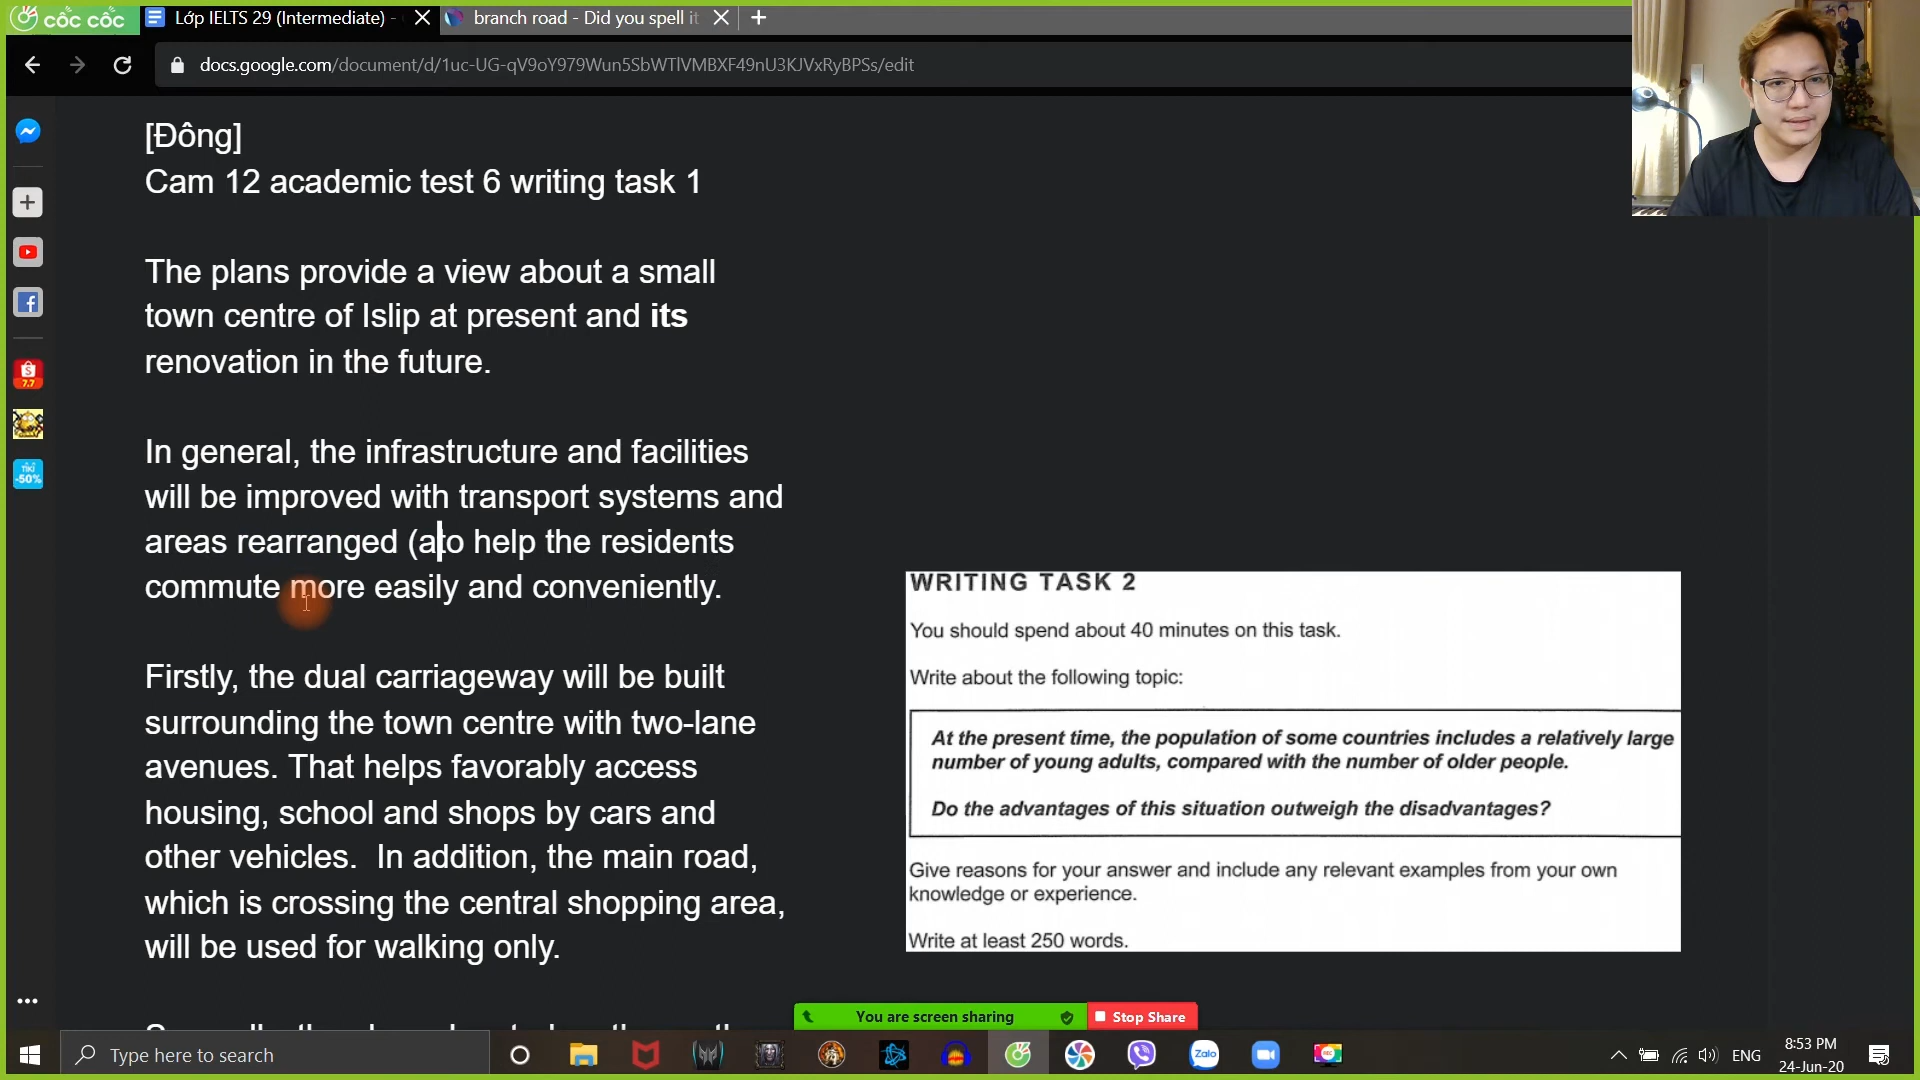 cốc cốc
Lớp IELTS 29 (Intermediate) -
branch road - Did you spell it
docs.google.com/document/d/1uc-UG-qV9oY979Wun5SbWTlVMBXF49nU3KJVxRyBPSs/edit
[Đông]
Cam 12 academic test 6 writing task 1
The plans provide a view about a small
town centre of Islip at present and its
renovation in the future.
In general, the infrastructure and facilities
will be improved with transport systems and
areas rearranged (ato help the residents
commute more easily and conveniently.
Firstly, the dual carriageway will be built
surrounding the town centre with two-lane
avenues. That helps favorably access
housing, school and shops by cars and
other vehicles.  In addition, the main road,
which is crossing the central shopping area,
will be used for walking only.
7.7
TIKI
-50%
WRITING TASK 2
You should spend about 40 minutes on this task.
Write about the following topic:
At the present time, the population of some countries includes a relatively large
number of young adults, compared with the number of older people.
Do the advantages of this situation outweigh the disadvantages?
Give reasons for your answer and include any relevant examples from your own
knowledge or experience.
Write at least 250 words.
You are screen sharing
Stop Share
Type here to search
Zalo
ENG
8:53 PM
24-Jun-20